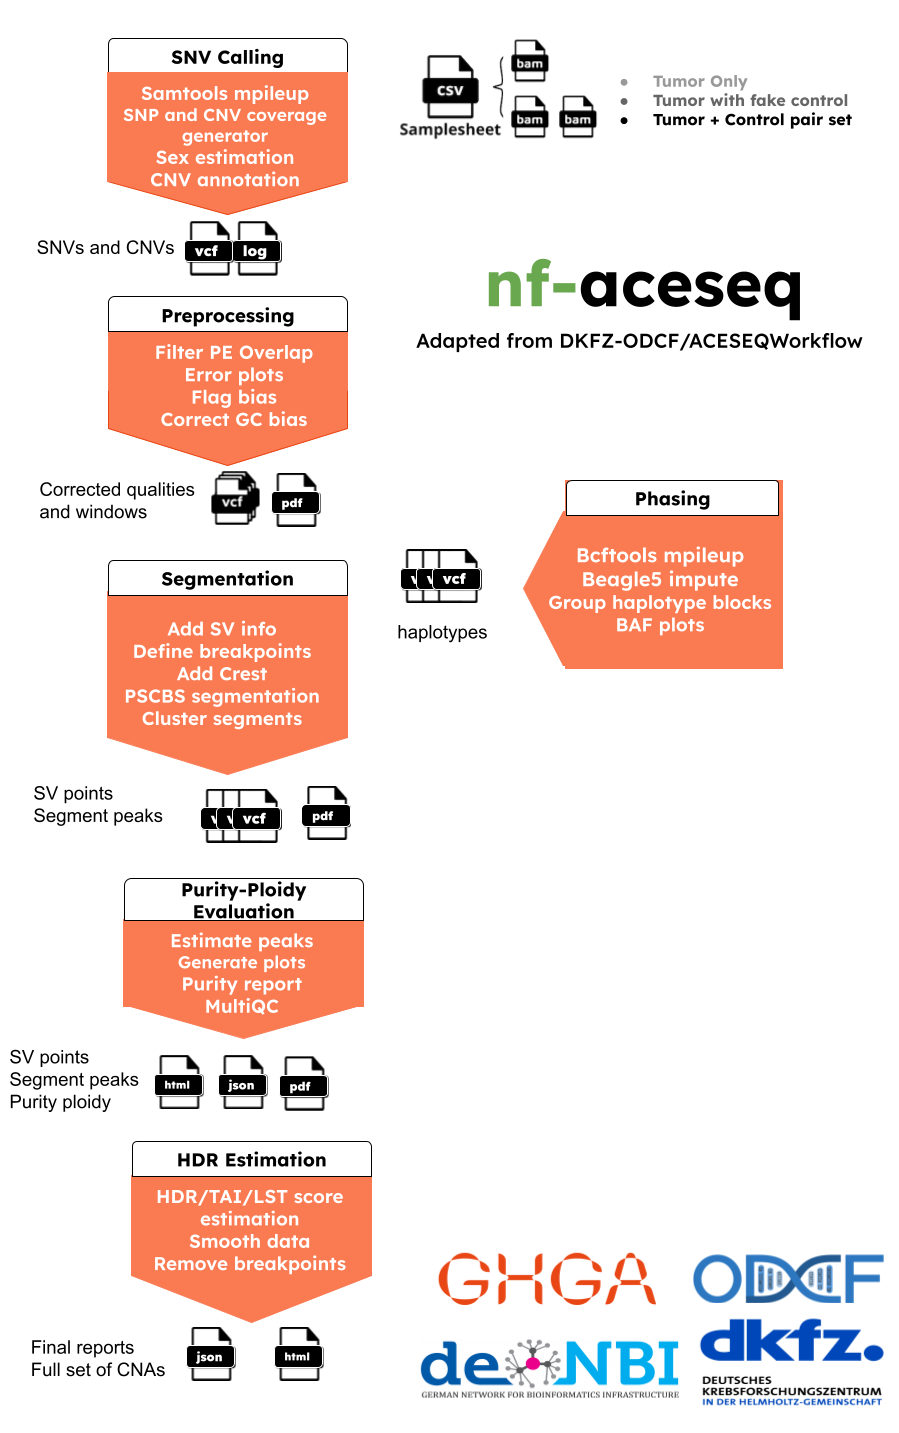 SNV Calling
Samtools mpileup
SNP and CNV coverage
generator
Sex estimation
CNV annotation
CSV
bam
bam
bam
Samplesheet
● Tumor Only
● Tumor with fake control
● Tumor + Control pair set
SNVs and CNVs
vcf
log
nf-aceseq
Adapted from DKFZ-ODCF/ACESEQWorkflow
Preprocessing
Filter PE Overlap
Error plots
Flag bias
Correct GC bias
Corrected qualities
and windows
vcf
pdf
Phasing
Bcftools mpileup
Beagle5 impute
Group haplotype blocks
BAF plots
vcf
haplotypes
Segmentation
Add SV info
Define breakpoints
Add Crest
PSCBS segmentation
Cluster segments
SV points
Segment peaks
vcf
pdf
Purity-Ploidy
Evaluation
Estimate peaks
Generate plots
Purity report
MultiQC
SV points
Segment peaks
Purity ploidy
html
json
pdf
HDR Estimation
HDR/TAI/LST score
estimation
Smooth data
Remove breakpoints
Final reports
Full set of CNAs
json
html
GHGA
ODCF
de NBI
GERMAN NETWORK FOR BIOINFORMATICS INFRASTRUCTURE
dkfz.
DEUTSCHES
KREBSFORSCHUNGSZENTRUM
IN DER HELMHOLTZ-GEMEINSCHAFT